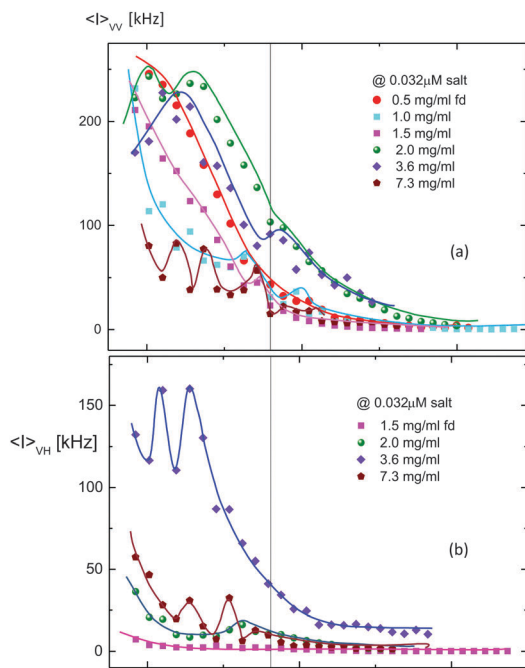 <I>VV [kHz]
250
200
150
100
50
0
@ 0.032μM salt
0.5 mg/ml fd
1.0 mg/ml
1.5 mg/ml
2.0 mg/ml
3.6 mg/ml
7.3 mg/ml
(a)
<I>VH [kHz]
150
100
50
0
@ 0.032μM salt
1.5 mg/ml fd
2.0 mg/ml
3.6 mg/ml
7.3 mg/ml
(b)